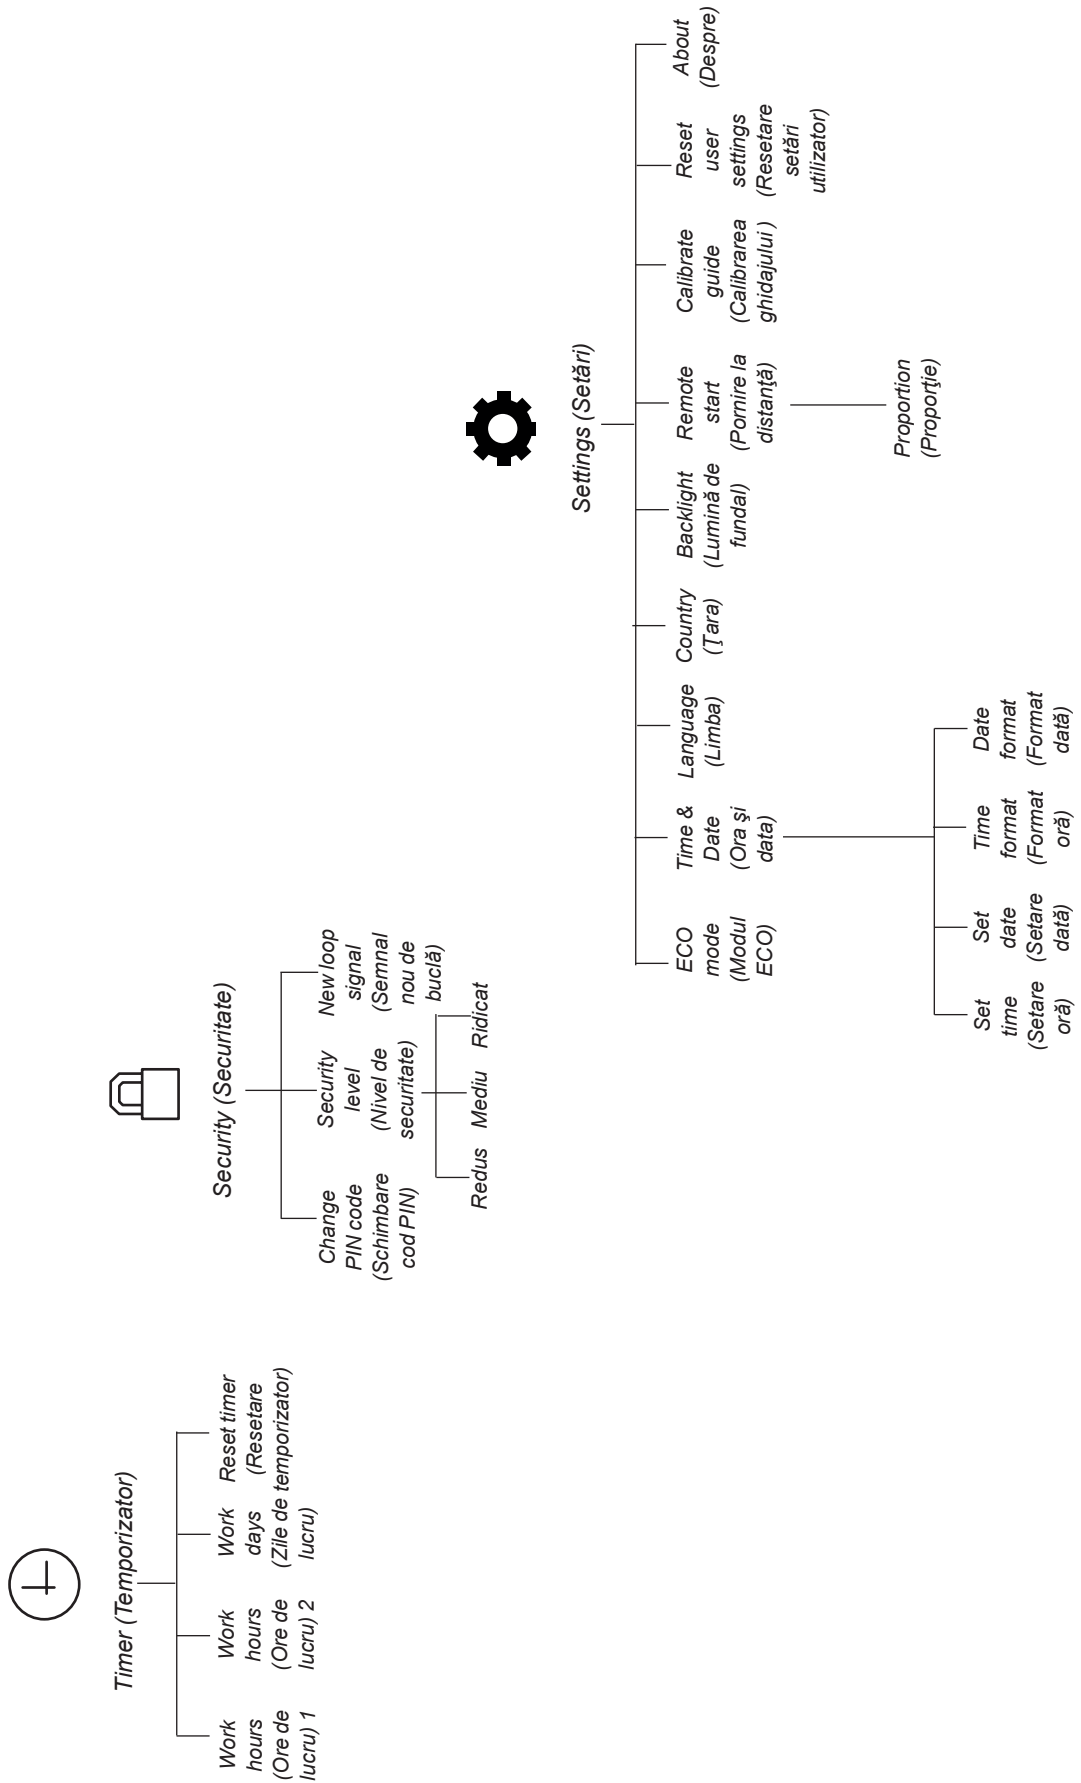 Timer (Temporizator)
Work
hours
(Ore de
lucru) 1
Work
hours
(Ore de
lucru) 2
Work
days
(Zile de
lucru)
Reset timer
(Resetare
temporizator)
Security (Securitate)
Change
PIN code
(Schimbare
cod PIN)
Security
level
(Nivel de
securitate)
New loop
signal
(Semnal
nou de
buclă)
Redus
Mediu
Ridicat
Settings (Setări)
ECO
mode
(Modul
ECO)
Time &
Date
(Ora şi
data)
Language
(Limba)
Country
(Ţara)
Backlight
(Lumină de
fundal)
Remote
start
(Pornire la
distanţă)
Calibrate
guide
(Calibrarea
ghidajului )
Reset
user
settings
(Resetare
setări
utilizator)
About
(Despre)
Set
time
(Setare
oră)
Set
date
(Setare
dată)
Time
format
(Format
oră)
Date
format
(Format
dată)
Proportion
(Proporţie)